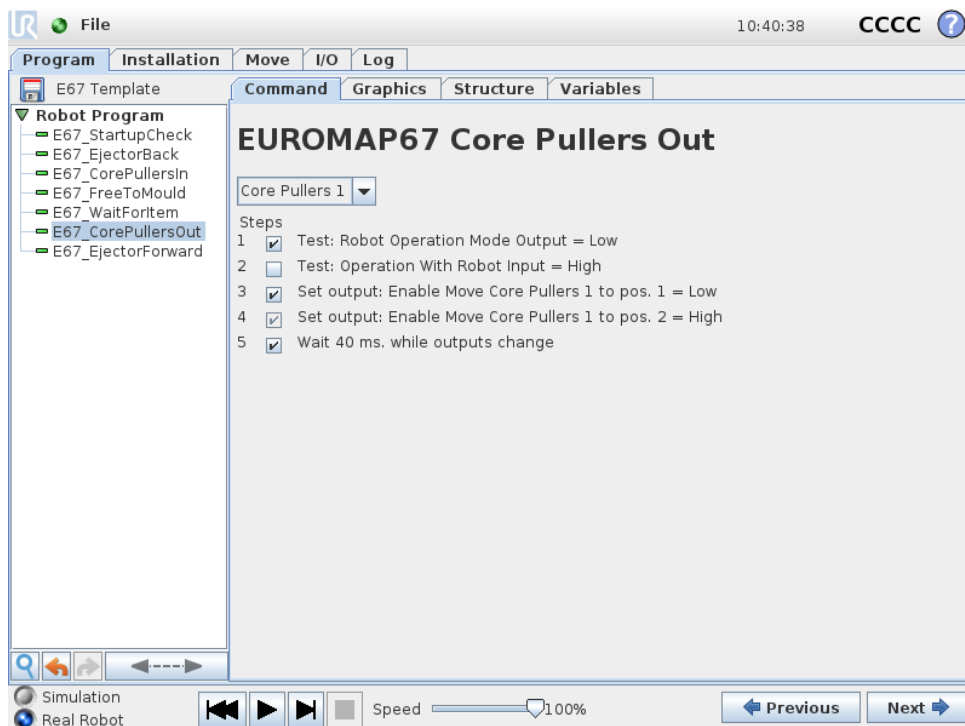 UR File 10:40:38 CCCC ?
Program Installation Move I/O Log
E67 Template
Command Graphics Structure Variables
Robot Program
E67_StartupCheck
E67_EjectorBack
E67_CorePullersIn
E67_FreeToMould
E67_WaitForItem
E67_CorePullersOut
E67_EjectorForward
EUROMAP67 Core Pullers Out
Core Pullers 1
Steps
1 Test: Robot Operation Mode Output = Low
2 Test: Operation With Robot Input = High
3 Set output: Enable Move Core Pullers 1 to pos. 1 = Low
4 Set output: Enable Move Core Pullers 1 to pos. 2 = High
5 Wait 40 ms. while outputs change
Simulation
Real Robot
Speed 100%
Previous Next